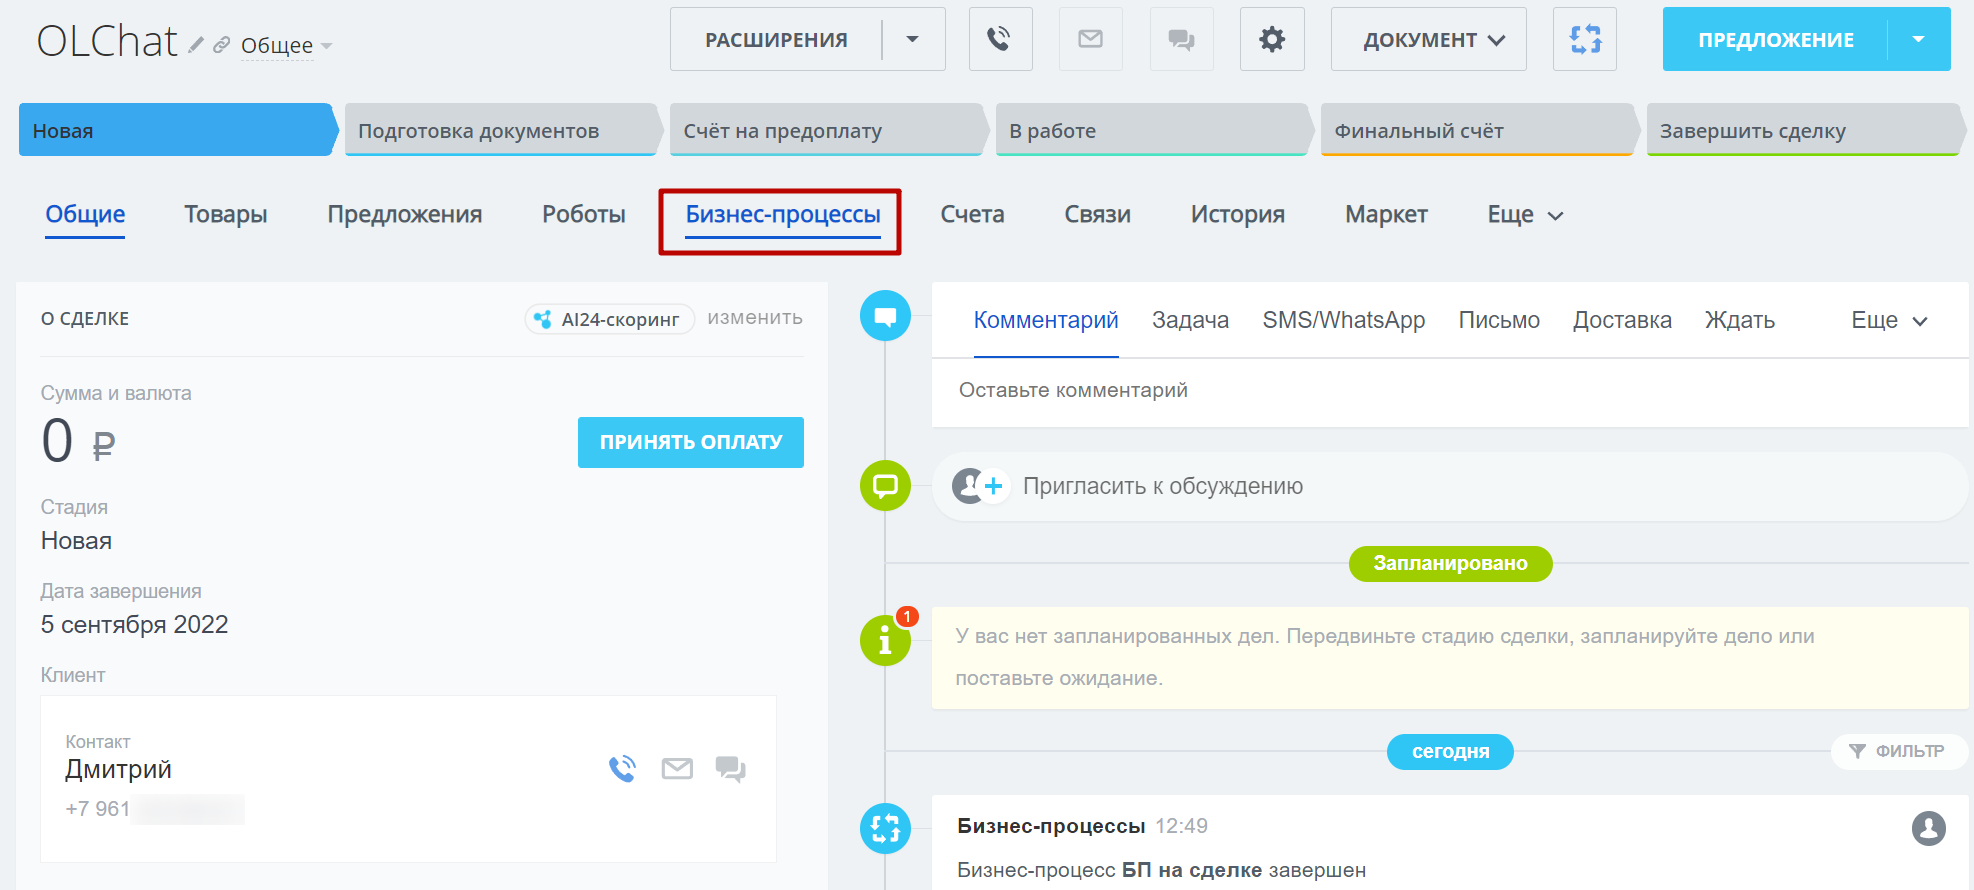 OLChat Общее
РАСШИРЕНИЯ
ДОКУМЕНТ
ПРЕДЛОЖЕНИЕ
Новая
Подготовка документов
Счёт на предоплату
В работе
Финальный счёт
Завершить сделку
Общие
Товары
Предложения
Роботы
Бизнес-процессы
Счета
Связи
История
Маркет
Еще
О СДЕЛКЕ
AI24-скоринг
изменить
Сумма и валюта
0 ₽
ПРИНЯТЬ ОПЛАТУ
Стадия
Новая
Дата завершения
5 сентября 2022
Клиент
Контакт
Дмитрий
+7 961
Комментарий
Задача
SMS/WhatsApp
Письмо
Доставка
Ждать
Еще
Оставьте комментарий
Пригласить к обсуждению
Запланировано
1
У вас нет запланированных дел. Передвиньте стадию сделки, запланируйте дело или
поставьте ожидание.
сегодня
ФИЛЬТР
Бизнес-процессы 12:49
Бизнес-процесс БП на сделке завершен